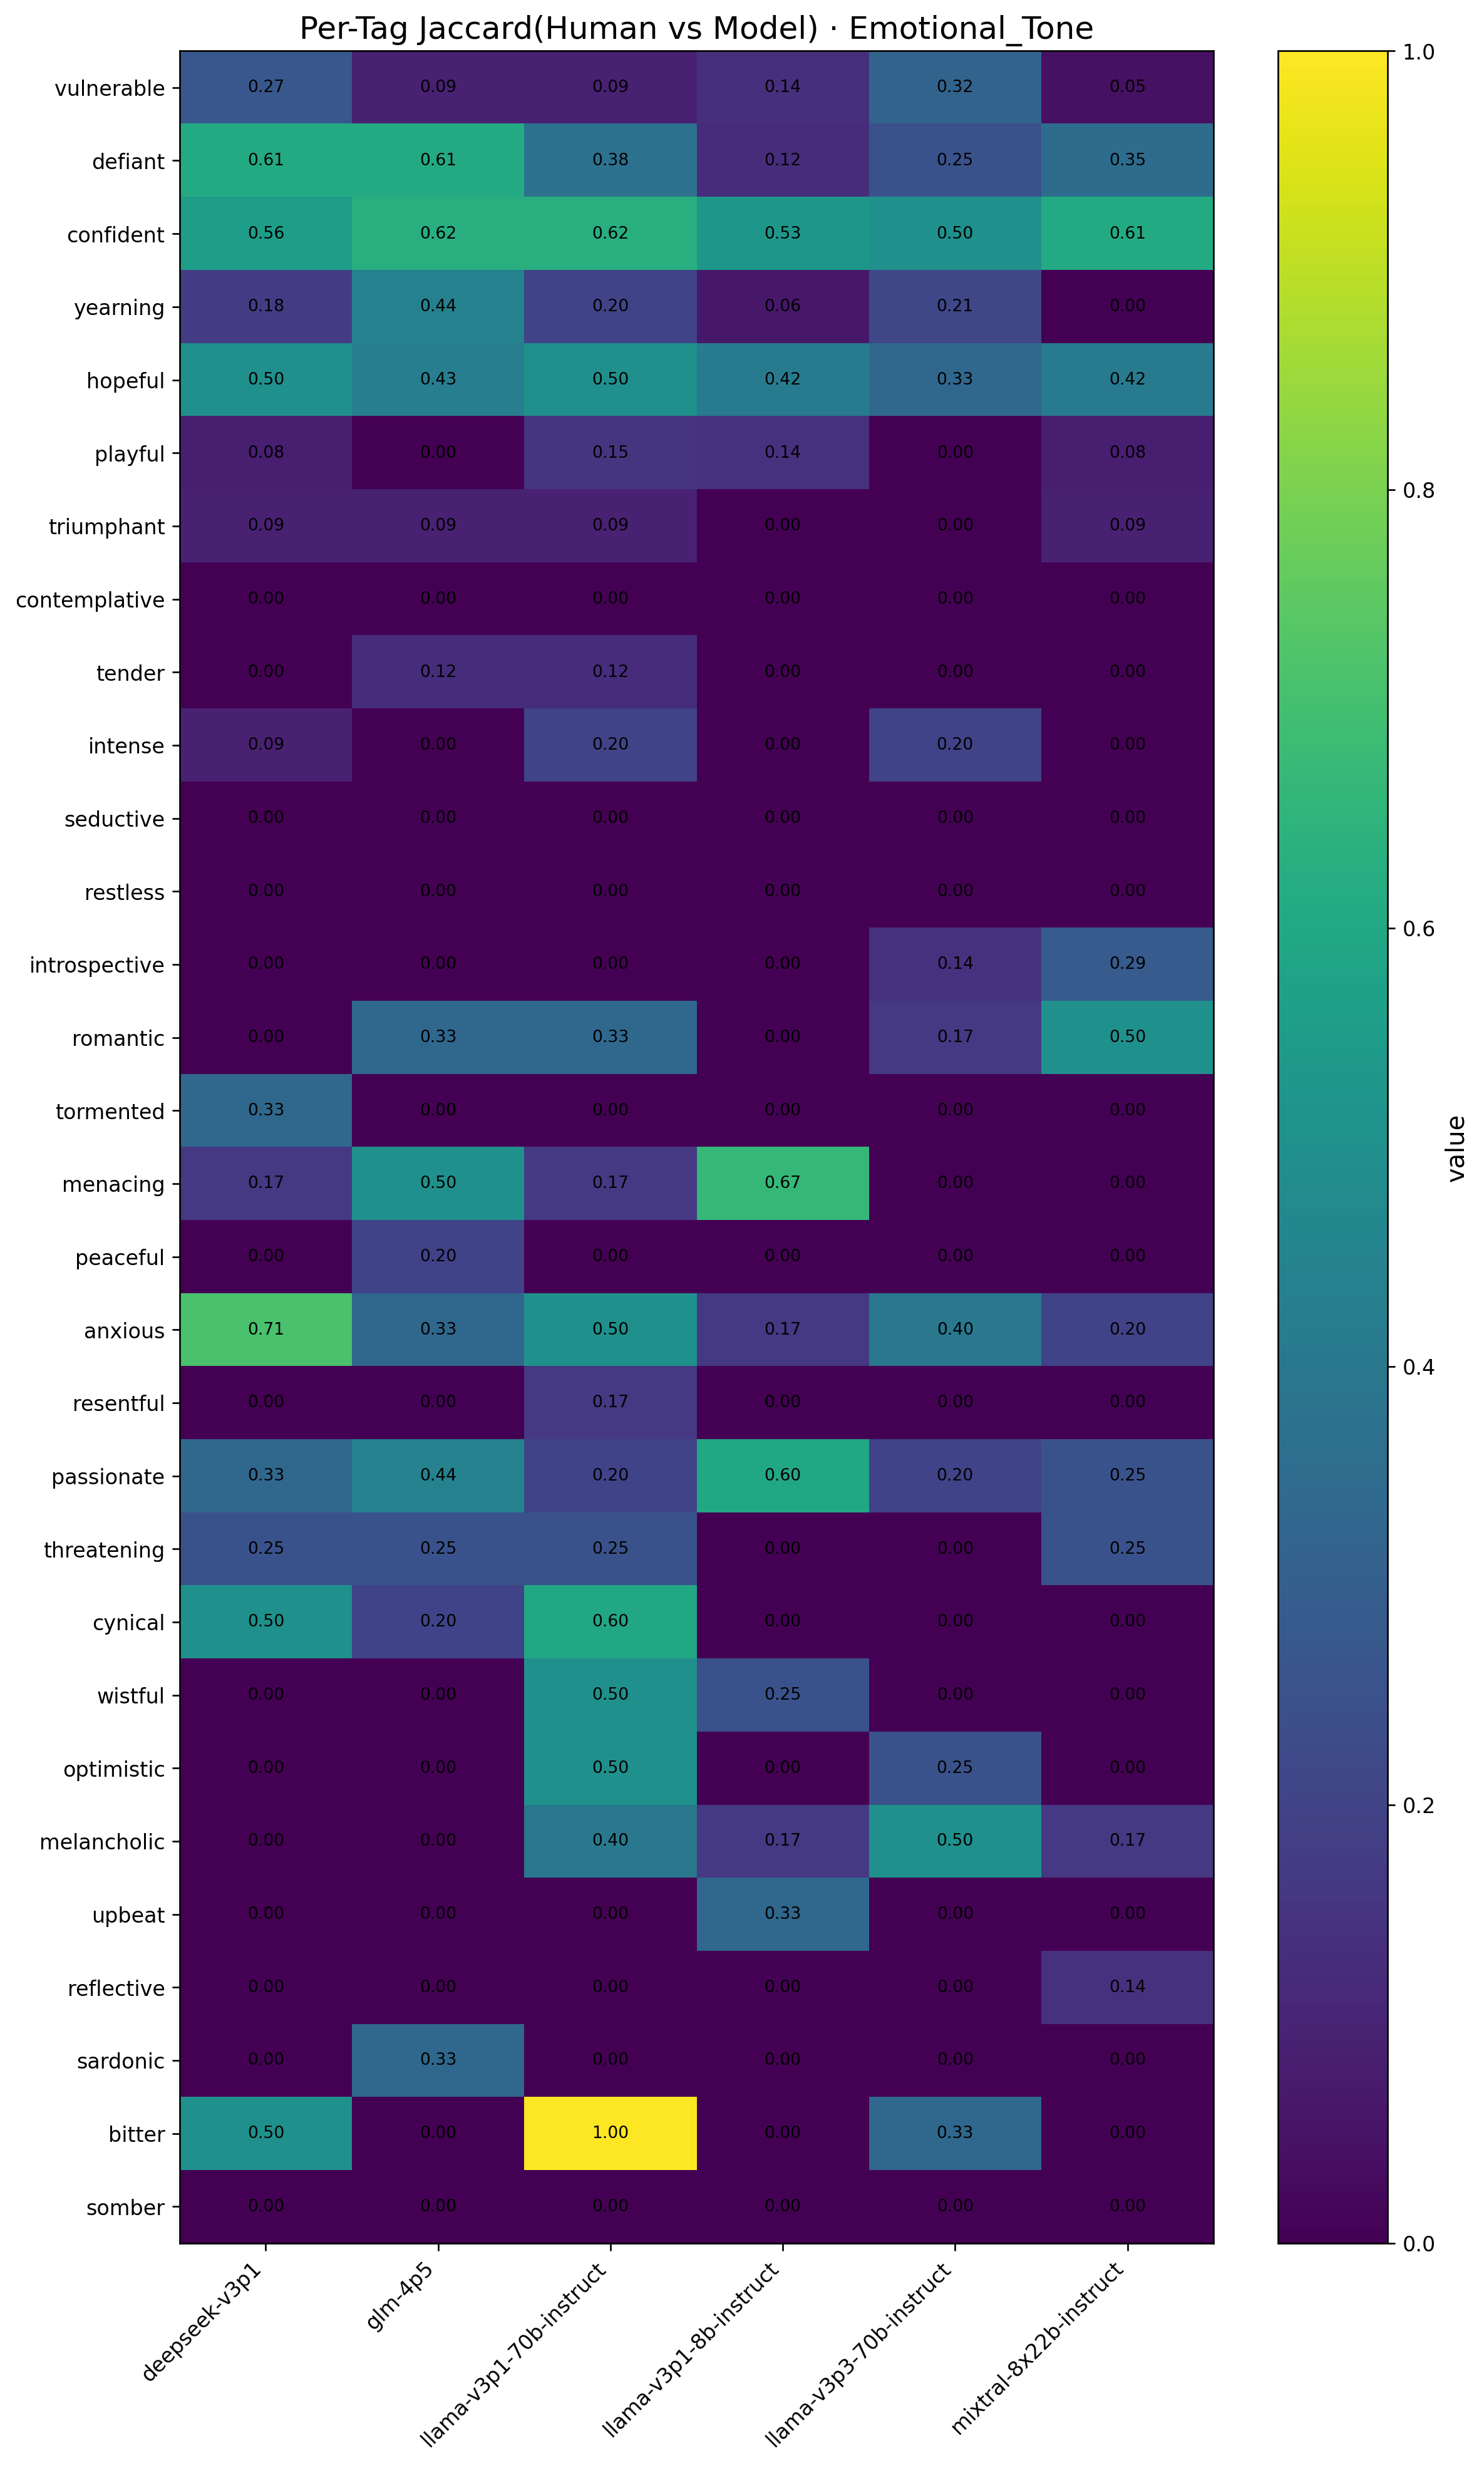 Per-Tag Jaccard(Human vs Model) · Emotional_Tone
vulnerable 0.27 0.09 0.09 0.14 0.32 0.05
defiant 0.61 0.61 0.38 0.12 0.25 0.35
confident 0.56 0.62 0.62 0.53 0.50 0.61
yearning 0.18 0.44 0.20 0.06 0.21 0.00
hopeful 0.50 0.43 0.50 0.42 0.33 0.42
playful 0.08 0.00 0.15 0.14 0.00 0.08
triumphant 0.09 0.09 0.09 0.00 0.00 0.09
contemplative 0.00 0.00 0.00 0.00 0.00 0.00
tender 0.00 0.12 0.12 0.00 0.00 0.00
intense 0.09 0.00 0.20 0.00 0.20 0.00
seductive 0.00 0.00 0.00 0.00 0.00 0.00
restless 0.00 0.00 0.00 0.00 0.00 0.00
introspective 0.00 0.00 0.00 0.00 0.14 0.29
romantic 0.00 0.33 0.33 0.00 0.17 0.50
tormented 0.33 0.00 0.00 0.00 0.00 0.00
menacing 0.17 0.50 0.17 0.67 0.00 0.00
peaceful 0.00 0.20 0.00 0.00 0.00 0.00
anxious 0.71 0.33 0.50 0.17 0.40 0.20
resentful 0.00 0.00 0.17 0.00 0.00 0.00
passionate 0.33 0.44 0.20 0.60 0.20 0.25
threatening 0.25 0.25 0.25 0.00 0.00 0.25
cynical 0.50 0.20 0.60 0.00 0.00 0.00
wistful 0.00 0.00 0.50 0.25 0.00 0.00
optimistic 0.00 0.00 0.50 0.00 0.25 0.00
melancholic 0.00 0.00 0.40 0.17 0.50 0.17
upbeat 0.00 0.00 0.00 0.33 0.00 0.00
reflective 0.00 0.00 0.00 0.00 0.00 0.14
sardonic 0.00 0.33 0.00 0.00 0.00 0.00
bitter 0.50 0.00 1.00 0.00 0.33 0.00
somber 0.00 0.00 0.00 0.00 0.00 0.00
deepseek-v3p1
glm-4p5
llama-v3p1-70b-instruct
llama-v3p1-8b-instruct
llama-v3p3-70b-instruct
mixtral-8x22b-instruct
1.0
0.8
0.6
0.4
0.2
0.0
value